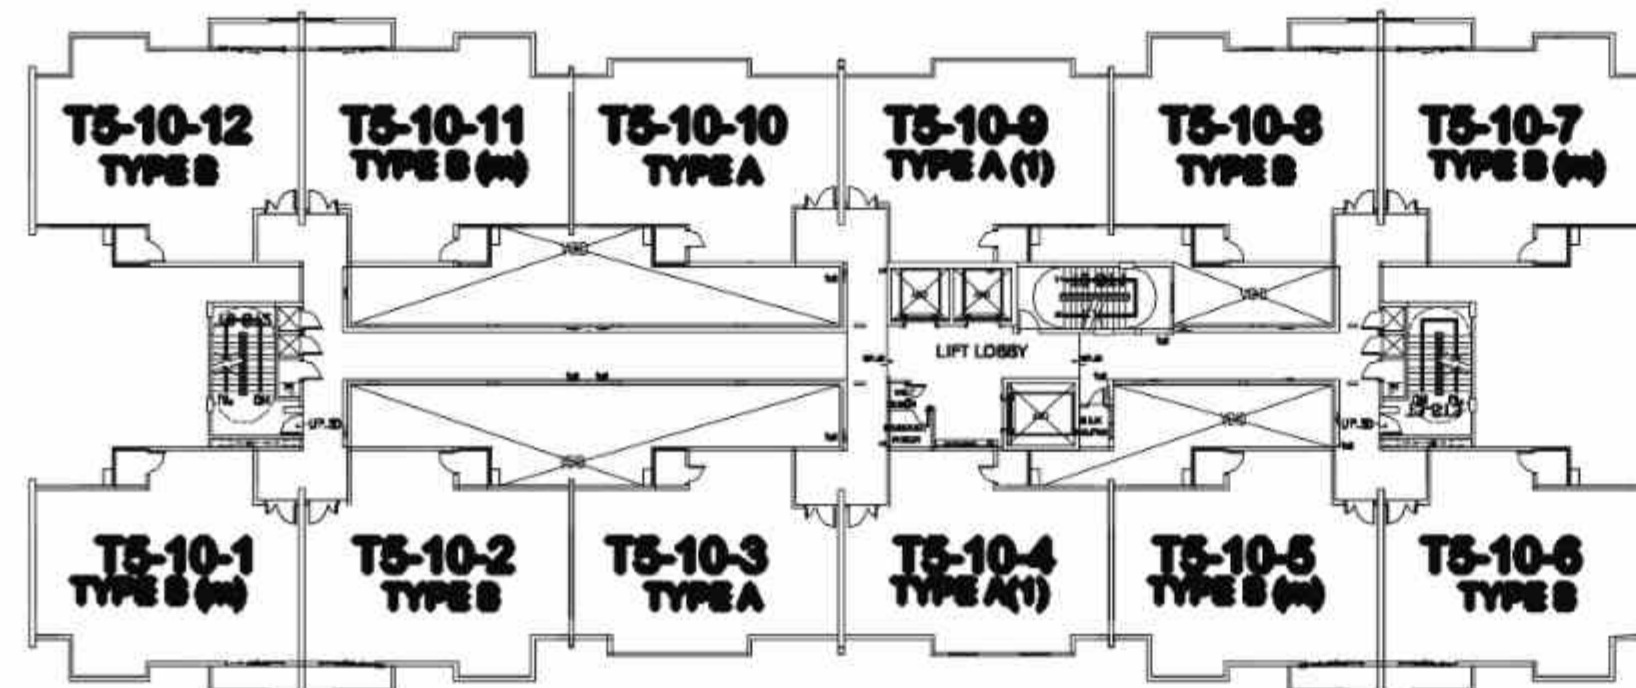 T5-10-12
TYPE B
T5-10-11
TYPE B (m)
T5-10-10
TYPE A
T5-10-9
TYPE A (1)
T5-10-8
TYPE B
T5-10-7
TYPE B (m)
LIFT LOBBY
T5-10-1
TYPE B (m)
T5-10-2
TYPE B
T5-10-3
TYPE A
T5-10-4
TYPE A(1)
T5-10-5
TYPE B (m)
T5-10-6
TYPE B